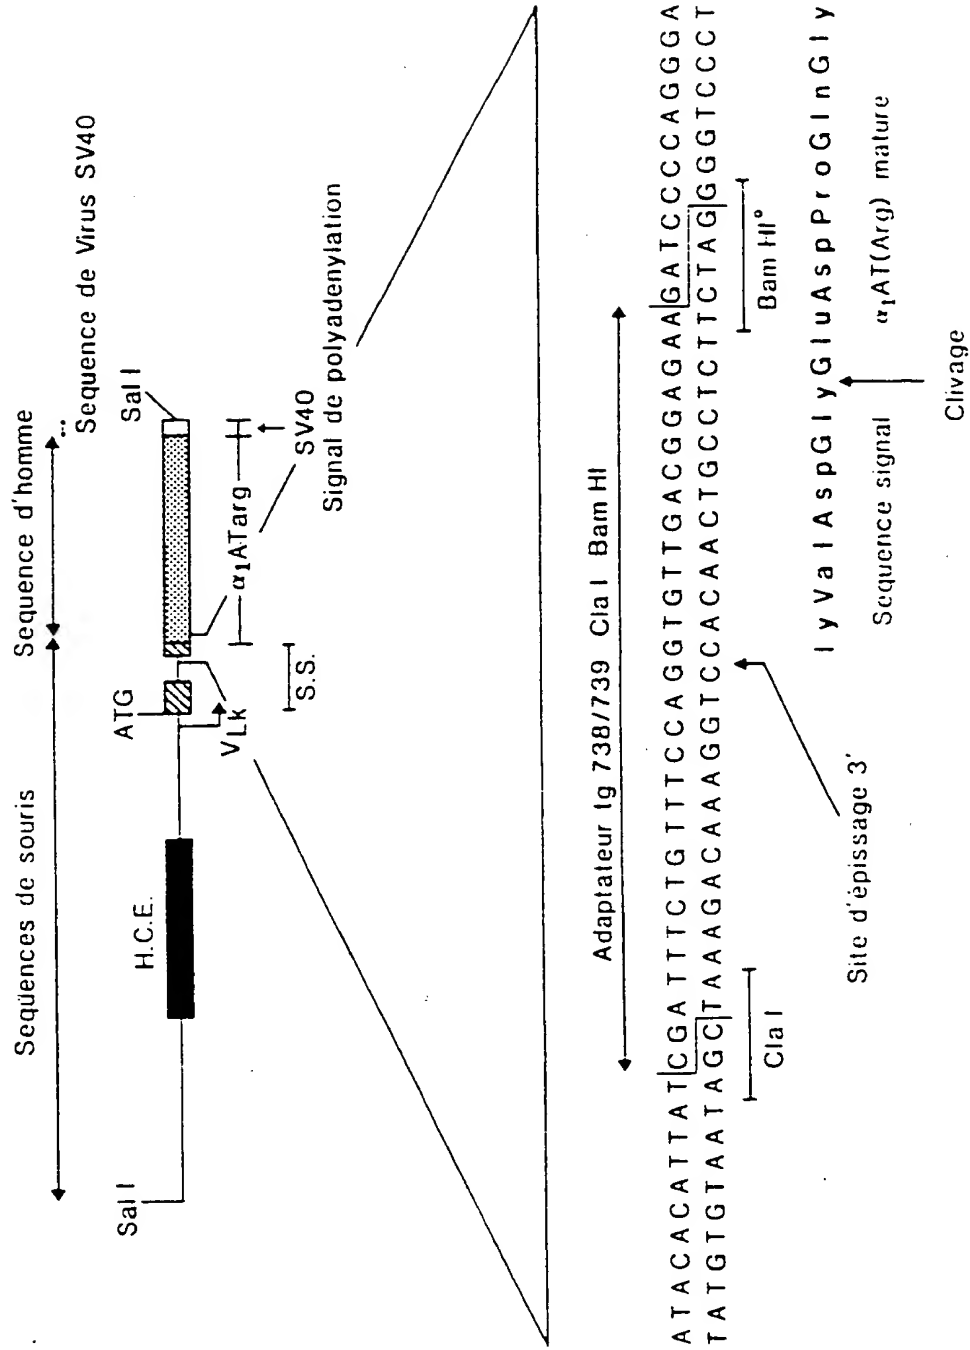 Sequences de souris
Sequence d'homme
Sequence de Virus SV40
Sal I
H.C.E.
ATG
Sal I
VLK
S.S.
α1ATarg
SV40
Signal de polyadenylation
Adaptateur tg 738/739 Cla I Bam HI
ATACACATTATCGATTTCTGTTTCCAGGTGTTGACGGAGAAGATCCCCAGGGA
TATGTGTAATAGCTAAAGACAAAGGTCCACAACTGCCTCTTCTAGGGGTCCCT
Cla I
Bam HI°
Site d'épissage 3'
lyValAspGlyGluAspProGlnGly
Sequence signal
α1AT(Arg) mature
Clivage